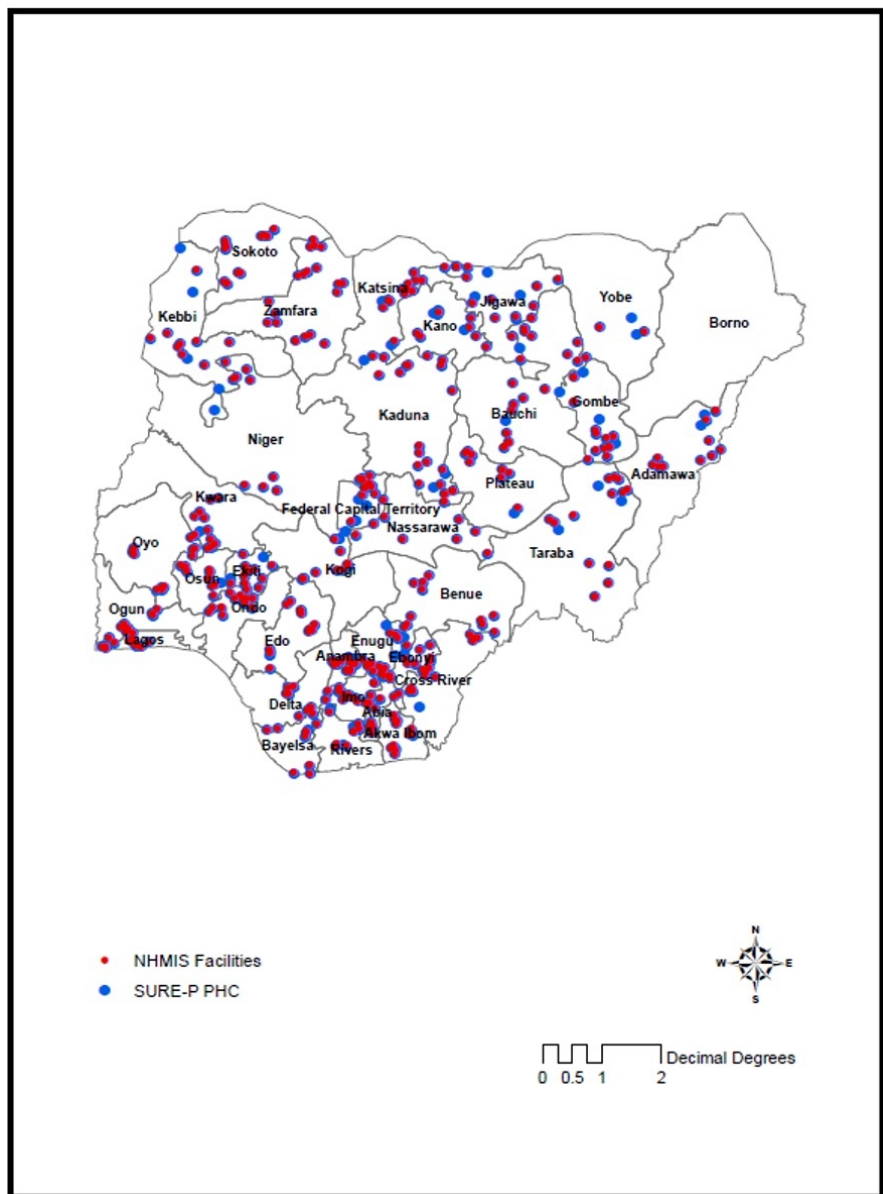 Sokoto
Katsina
Kebbi
Zamfara
Kano
Jigawa
Yobe
Borno
Kaduna
Bauchi
Gombe
Niger
Adamawa
Plateau
Kwara
Federal Capital Territory
Nassarawa
Oyo
Taraba
Osun
Ekiti
Kogi
Benue
Ogun
Ondo
Lagos
Edo
Enugu
Anambra
Ebonyi
Cross River
Delta
Imo
Abia
Bayelsa
Rivers
Akwa Ibom
NHMIS Facilities
SURE-P PHC
N
W E
S
Decimal Degrees
0 0.5 1 2